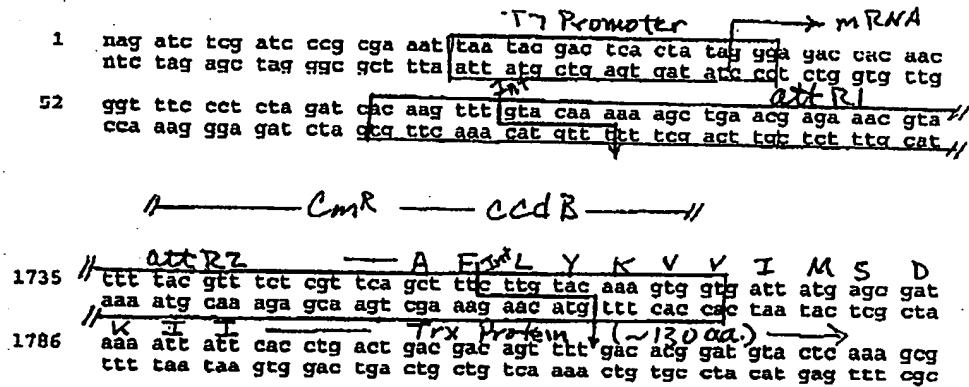 T7 Promoter → mRNA
1 nag atc tcg atc ccg cga aat taa tac gac tca cta tag gga gac cac aac
ntc tag agc tag ggc gct tta att atg ctg agt gat atc cct ctg gtg ttg
Int attR1
52 ggt ttc cct cta gat cac aag ttt gta caa aaa agc tga acg aga aac gta
cca aag gga gat cta gtg ttc aaa cat gtt ttt tcg act tgc tct ttg cat
CmR ccdB
attR2 A F Int L Y K V V I M S D
1735 ttt tac gtt tct cgt tca gct ttc ttg tac aaa gtg gtg att atg agc gat
aaa atg caa aga gca agt cga aag aac atg ttt cac cac taa tac tcg cta
K I I Trx Protein (~130 aa.)
1786 aaa att att cac ctg act gac gac agt ttt gac acg gat gta ctc aaa gcg
ttt taa taa gtg gac tga ctg ctg tca aaa ctg tgc cta cat gag ttt cgc